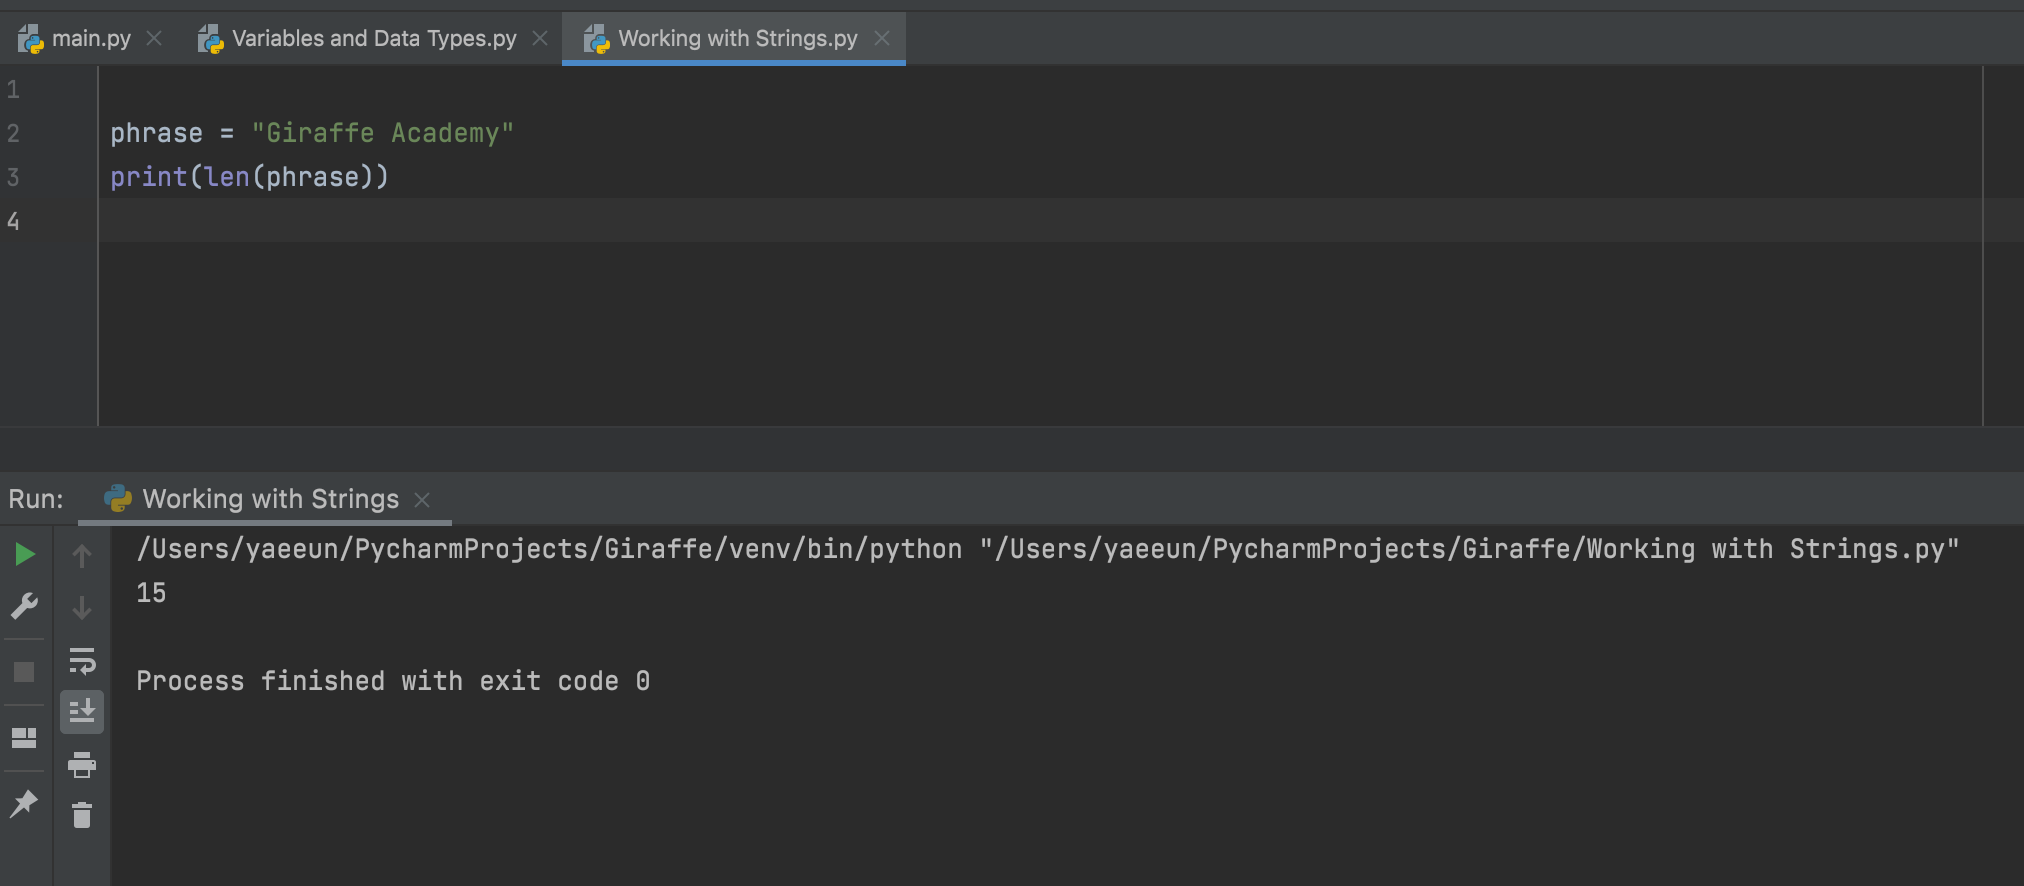 main.py
Variables and Data Types.py
Working with Strings.py
1
2 phrase = "Giraffe Academy"
3 print(len(phrase))
4
Run: Working with Strings
/Users/yaeeun/PycharmProjects/Giraffe/venv/bin/python "/Users/yaeeun/PycharmProjects/Giraffe/Working with Strings.py"
15
Process finished with exit code 0